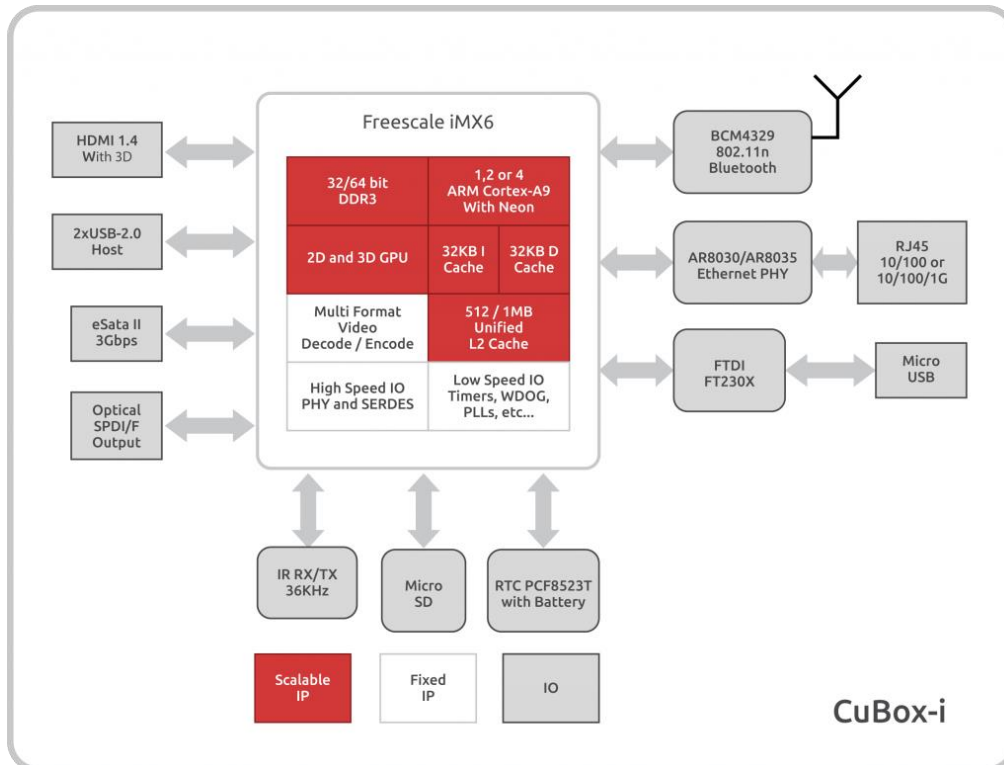 Freescale iMX6
HDMI 1.4
With 3D
2xUSB-2.0
Host
eSata II
3Gbps
Optical
SPDI/F
Output
32/64 bit
DDR3
1,2 or 4
ARM Cortex-A9
With Neon
2D and 3D GPU
32KB I
Cache
32KB D
Cache
Multi Format
Video
Decode / Encode
512 / 1MB
Unified
L2 Cache
High Speed IO
PHY and SERDES
Low Speed IO
Timers, WDOG,
PLLs, etc...
BCM4329
802.11n
Bluetooth
AR8030/AR8035
Ethernet PHY
RJ45
10/100 or
10/100/1G
FTDI
FT230X
Micro
USB
IR RX/TX
36KHz
Micro
SD
RTC PCF8523T
with Battery
Scalable
IP
Fixed
IP
IO
CuBox-i